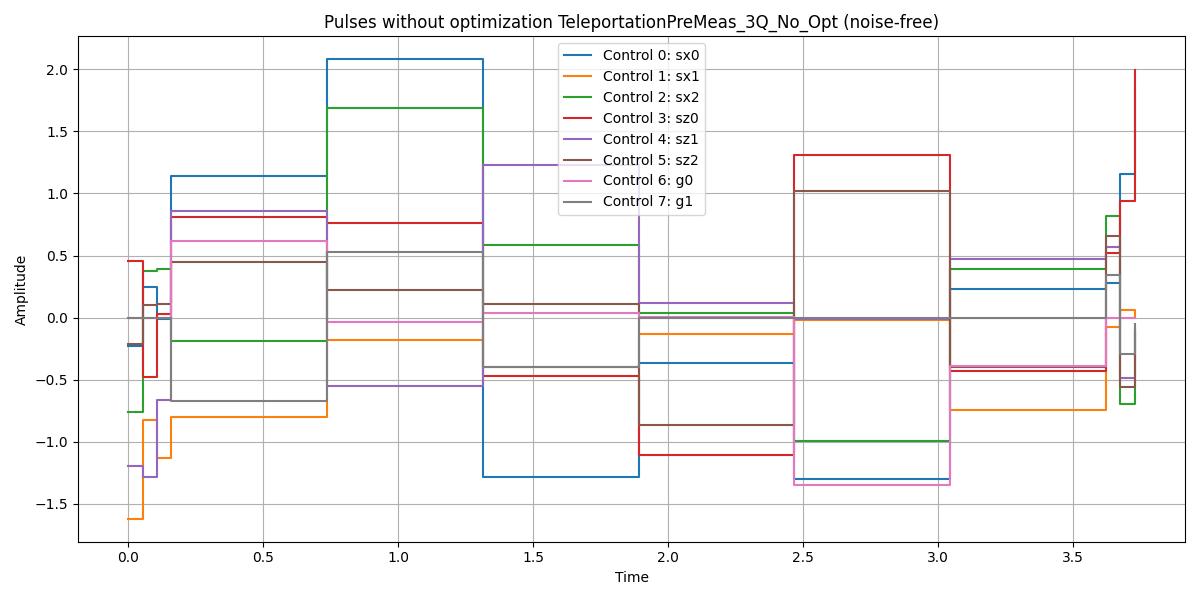 Pulses without optimization TeleportationPreMeas_3Q_No_Opt (noise-free)
Control 0: sx0
Control 1: sx1
Control 2: sx2
Control 3: sz0
Control 4: sz1
Control 5: sz2
Control 6: g0
Control 7: g1
Amplitude
2.0
1.5
1.0
0.5
0.0
−0.5
−1.0
−1.5
0.0 0.5 1.0 1.5 2.0 2.5 3.0 3.5
Time